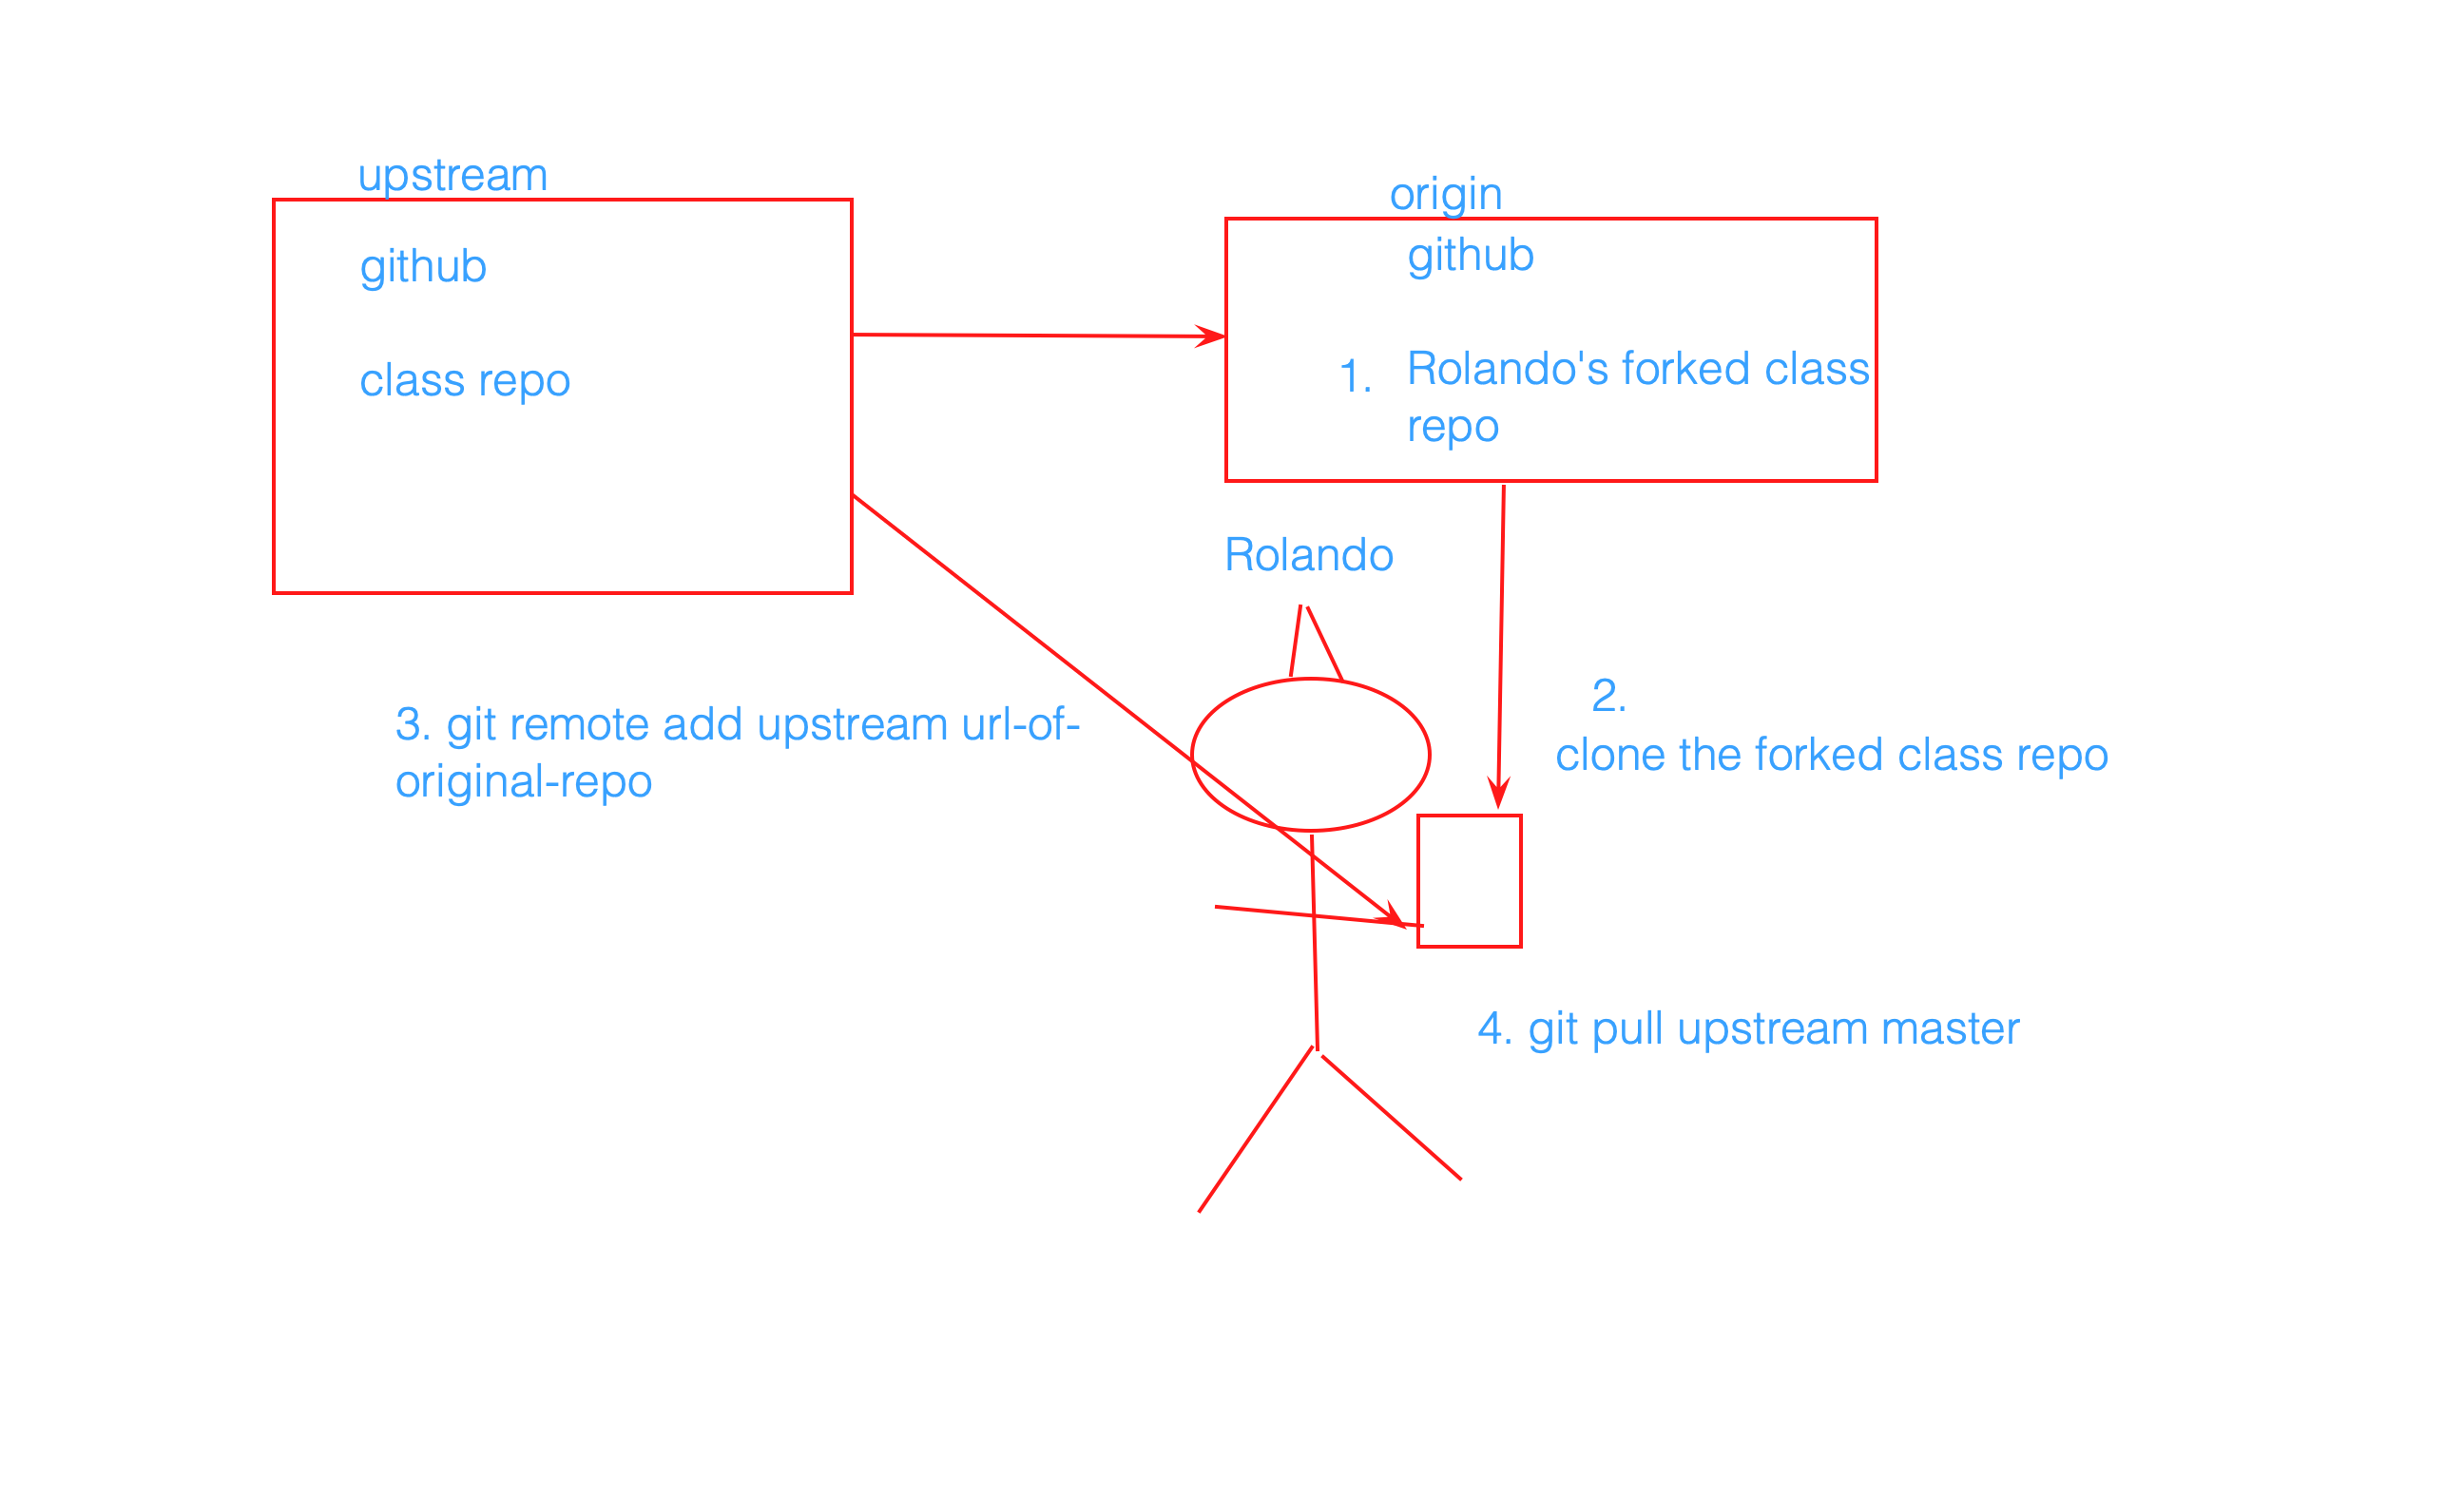 upstream
github
class repo
origin
github
1.
Rolando's forked class
repo
Rolando
2.
clone the forked class repo
3. git remote add upstream url-of-
original-repo
4. git pull upstream master